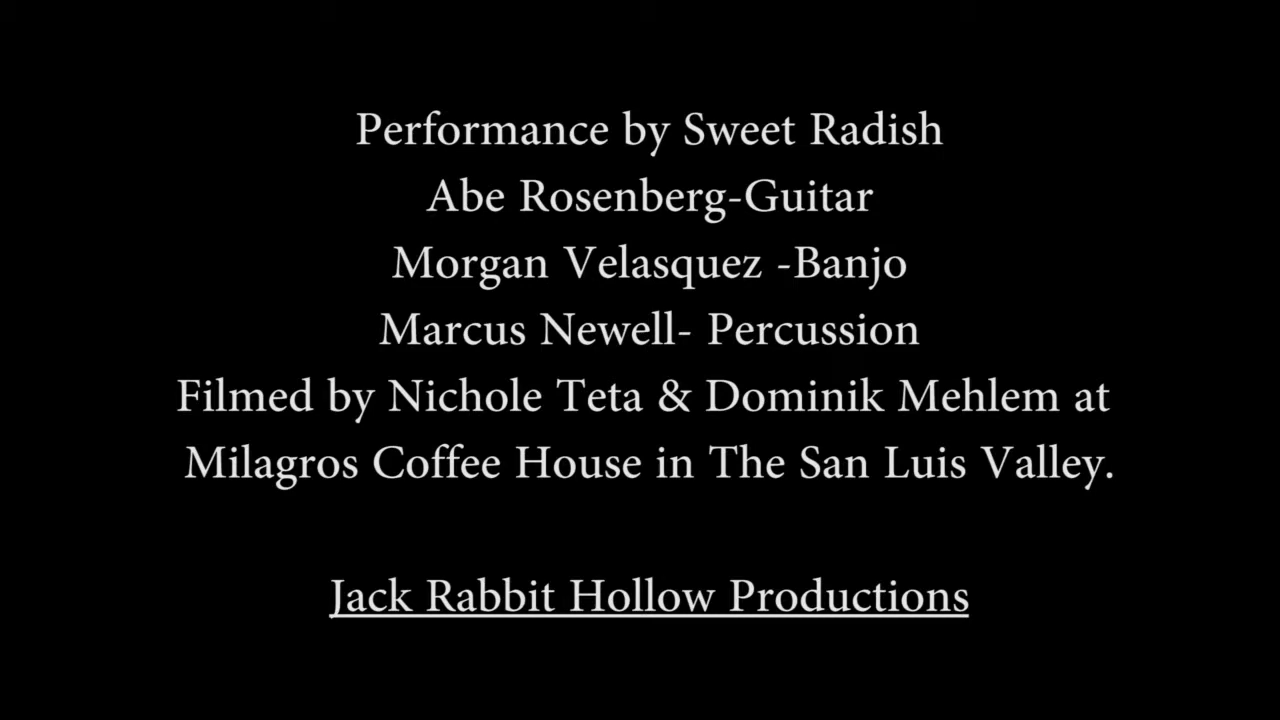 Performance by Sweet Radish
Abe Rosenberg-Guitar
Morgan Velasquez -Banjo
Marcus Newell- Percussion
Filmed by Nichole Teta & Dominik Mehlem at
Milagros Coffee House in The San Luis Valley.
Jack Rabbit Hollow Productions